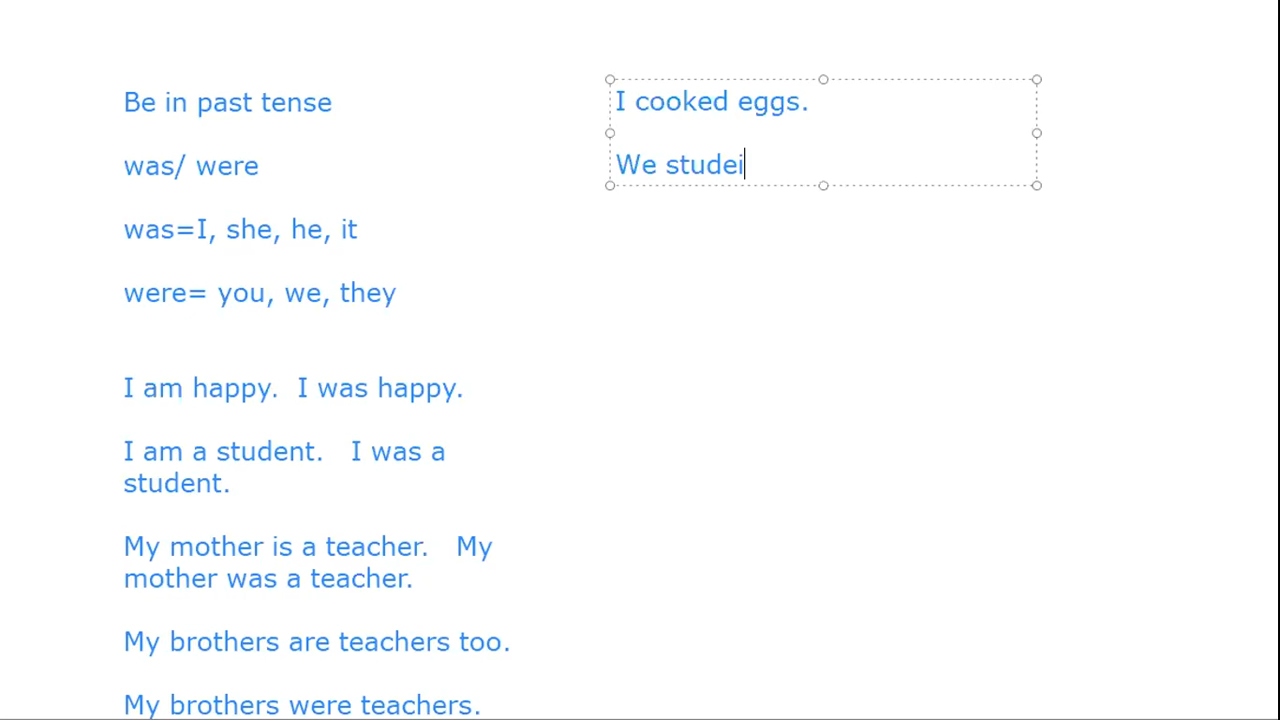 Be in past tense
was/ were
was=I, she, he, it
were= you, we, they
I am happy.  I was happy.
I am a student.   I was a
student.
My mother is a teacher.   My
mother was a teacher.
My brothers are teachers too.
My brothers were teachers.
I cooked eggs.
We studei